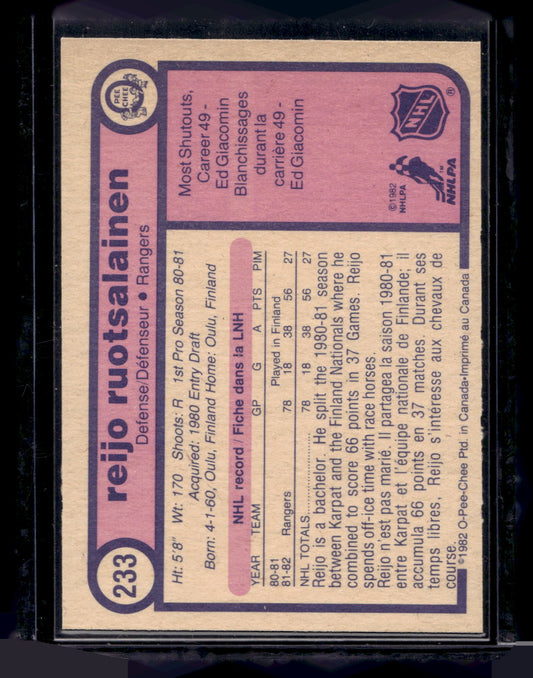 233
reijo ruotsalainen
Defense/Défenseur • Rangers
O
PEE
CHEE
Ht: 5'8" Wt: 170 Shoots: R 1st Pro Season 80-81
Acquired: 1980 Entry Draft
Born: 4-1-60, Oulu, Finland Home: Oulu, Finland
NHL record / Fiche dans la LNH
YEAR TEAM GP G A PTS PIM
80-81 Played in Finland
81-82 Rangers 78 18 38 56 27
NHL TOTALS 78 18 38 56 27
Reijo is a bachelor. He split the 1980-81 season
between Karpat and the Finland Nationals where he
combined to score 66 points in 37 Games. Reijo
spends off-ice time with race horses.
Reijo n'est pas marié. Il partagea la saison 1980-81
entre Karpat et l'équipe nationale de Finlande; il
accumula 66 points en 37 matches. Durant ses
temps libres, Reijo s'intéresse aux chevaux de
course.
©1982 O-Pee-Chee Ptd. in Canada•Imprimé au Canada
Most Shutouts,
Career 49 -
Ed Giacomin
Blanchissages
durant la
carrière 49 -
Ed Giacomin
©1982
NHLPA
NHLPA
TM
NHL
®